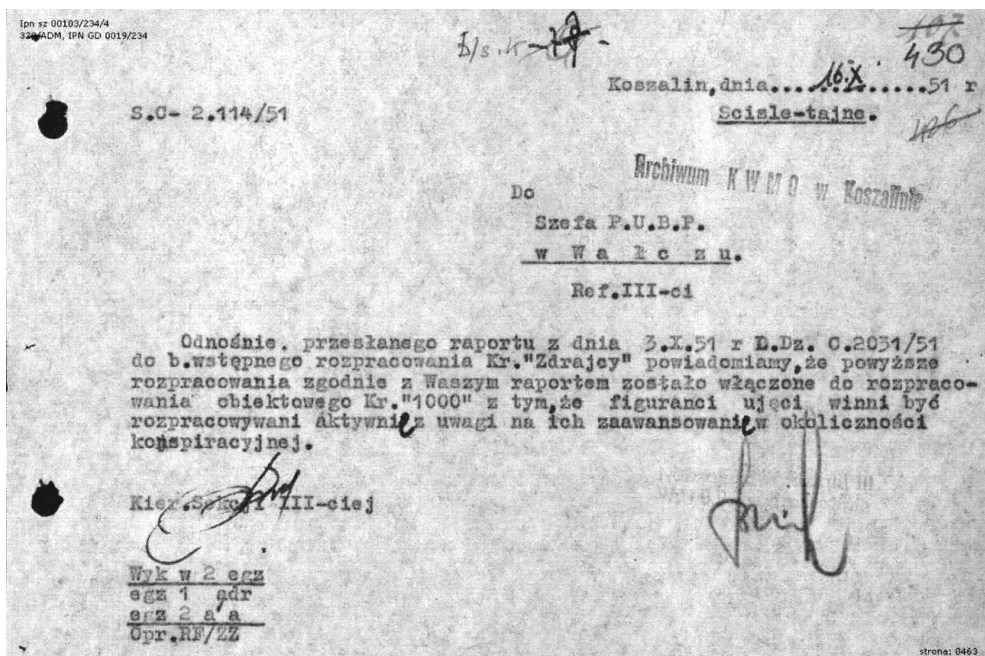 Ipn sz 00103/234/4
328/ADM, IPN GD 0019/234
107
430
Koszalin,dnia....16.X.....51 r
S.C- 2.114/51
Scisle-tajne.
106
Archiwum K W M O w Koszalinie
Do
Szefa P.U.B.P.
w Wałczu.
Ref.III-ci
Odnośnie. przesłanego raportu z dnia 3.X.51 r L.Dz. C.2031/51
do b.wstępnego rozpracowania Kr."Zdrajcy" powiadomiamy,że powyższe
rozpracowania zgodnie z Waszym raportem zostało włączone do rozpraco-
wania obiektowego Kr."1000" z tym,że figuranci ujęci winni być
rozpracowywani aktywnie z uwagi na ich zaawansowanie w okoliczności
konspiracyjnej.
Kier.Sekcji III-ciej
Wyk w 2 egz
egz 1 adr
egz 2 a/a
Opr.RF/ZZ
strona: 0463